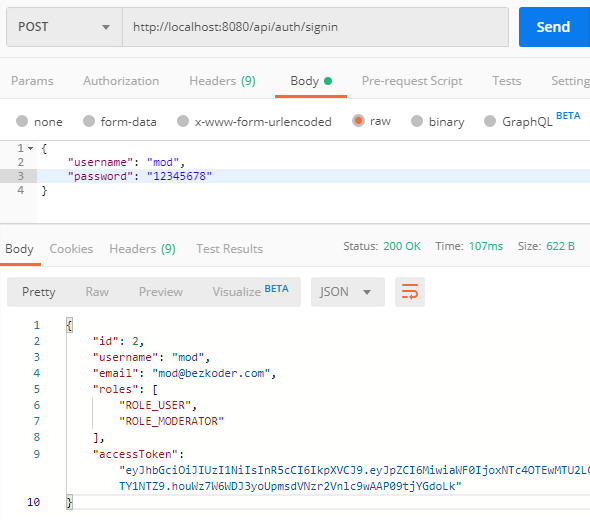 POST http://localhost:8080/api/auth/signin Send
Params Authorization Headers (9) Body Pre-request Script Tests Setting
none form-data x-www-form-urlencoded raw binary GraphQL BETA
1 {
2 "username": "mod",
3 "password": "12345678"
4 }
Body Cookies Headers (9) Test Results Status: 200 OK Time: 107ms Size: 622 B
Pretty Raw Preview Visualize BETA JSON
1 {
2 "id": 2,
3 "username": "mod",
4 "email": "mod@bezkoder.com",
5 "roles": [
6 "ROLE_USER",
7 "ROLE_MODERATOR"
8 ],
9 "accessToken":
"eyJhbGciOiJIUzI1NiIsInR5cCI6IkpXVCJ9.eyJpZCI6MiwiaWF0IjoxNTc4OTEwMTU2LC
TY1NTZ9.houWz7W6WDJ3yoUpmsdVNzr2Vnlc9wAAP09tjYGdoLk"
10 }